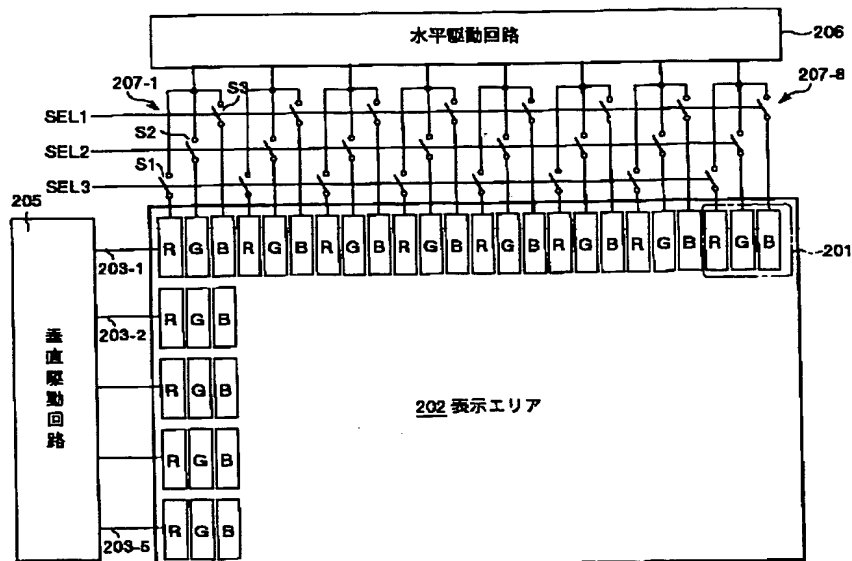 水平駆動回路
206
207-1
S3
207-8
SEL1
S2
SEL2
S1
SEL3
205
R G B R G B R G B R G B R G B R G B R G B R G B
201
203-1
R G B
203-2
垂直駆動回路
R G B
202 表示エリア
R G B
R G B
203-5